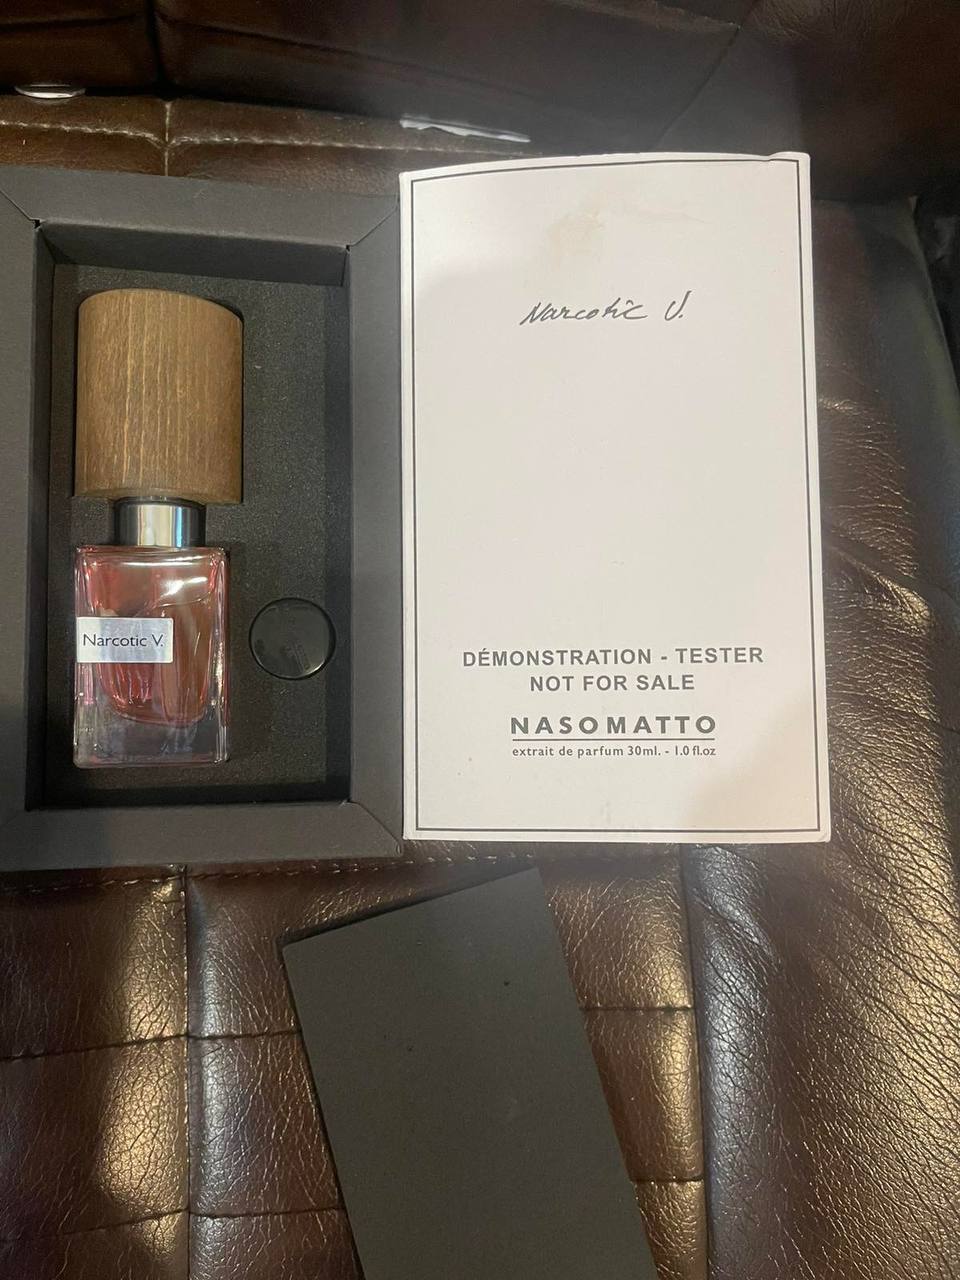 Narcotic V.
Narcotic V.
DÉMONSTRATION - TESTER
NOT FOR SALE
NASOMATTO
extrait de parfum 30ml. - 1.0 fl.oz